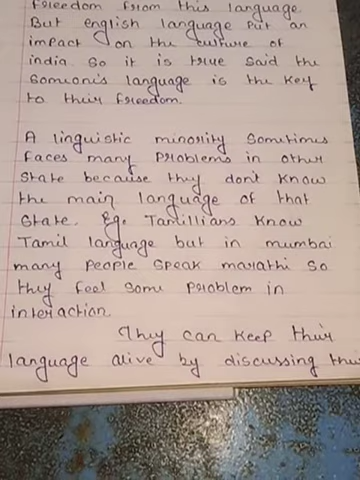 freedom from this language.
But english language put an
impact on the culture of
india so it is true said the
someone's language is the key
to their freedom.
A linguistic minority sometimes
faces many problems in other
state because they don't know
the main language of that
state. Eg. Tamillians know
Tamil language but in mumbai
many people speak marathi so
they feel some problem in
interaction.
They can keep their
language alive by discussing